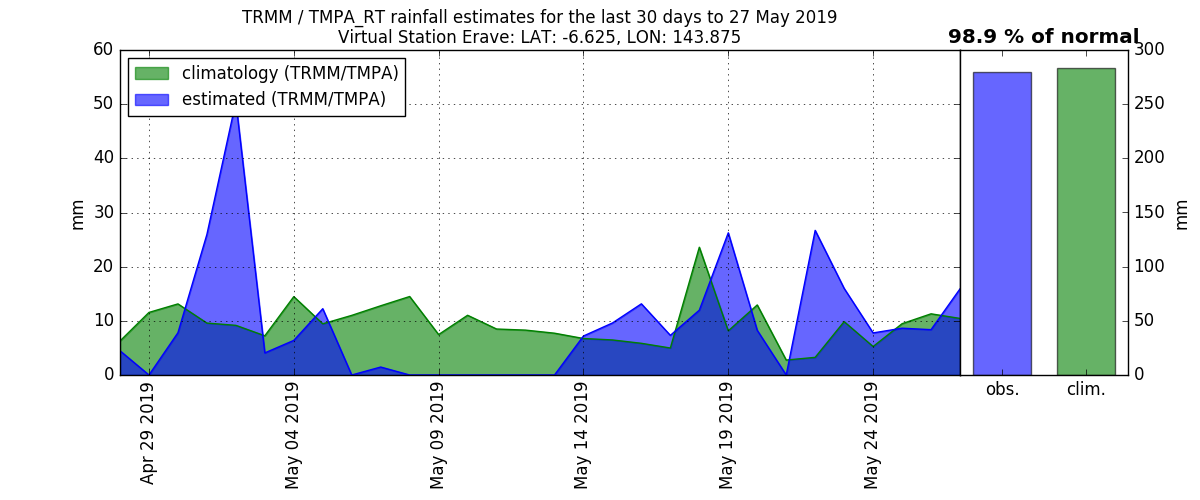 TRMM / TMPA_RT rainfall estimates for the last 30 days to 27 May 2019
Virtual Station Erave: LAT: -6.625, LON: 143.875
98.9 % of normal
climatology (TRMM/TMPA)
estimated (TRMM/TMPA)
60
50
40
30
20
10
0
mm
Apr 29 2019
May 04 2019
May 09 2019
May 14 2019
May 19 2019
May 24 2019
obs.
clim.
300
250
200
150
100
50
0
mm